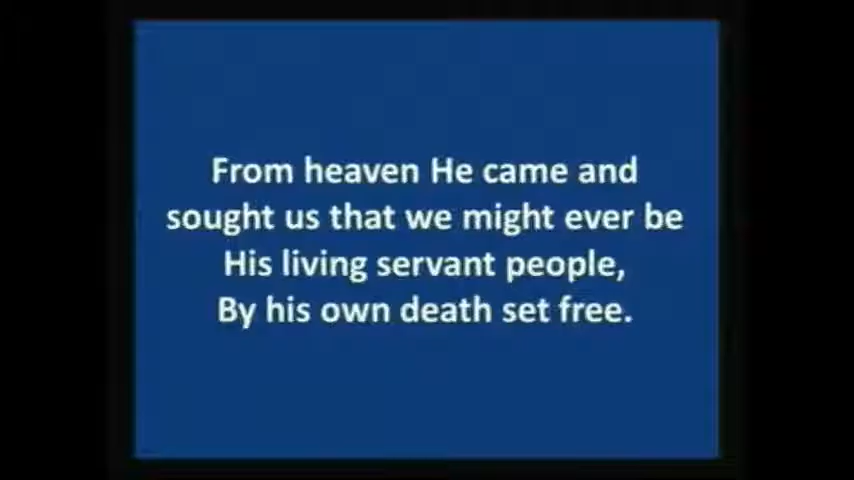 From heaven He came and
sought us that we might ever be
His living servant people,
By his own death set free.